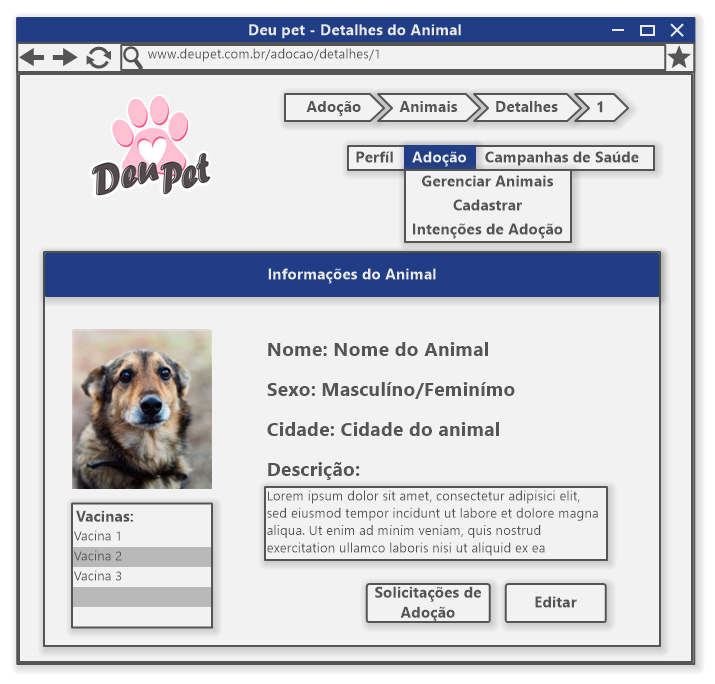 Deu pet - Detalhes do Animal
www.deupet.com.br/adocao/detalhes/1
Adoção Animais Detalhes 1
Deu Pet
Perfíl Adoção Campanhas de Saúde
Gerenciar Animais
Cadastrar
Intenções de Adoção
Informações do Animal
Nome: Nome do Animal
Sexo: Masculíno/Feminímo
Cidade: Cidade do animal
Descrição:
Lorem ipsum dolor sit amet, consectetur adipisici elit,
sed eiusmod tempor incidunt ut labore et dolore magna
aliqua. Ut enim ad minim veniam, quis nostrud
exercitation ullamco laboris nisi ut aliquid ex ea
Vacinas:
Vacina 1
Vacina 2
Vacina 3
Solicitações de
Adoção
Editar